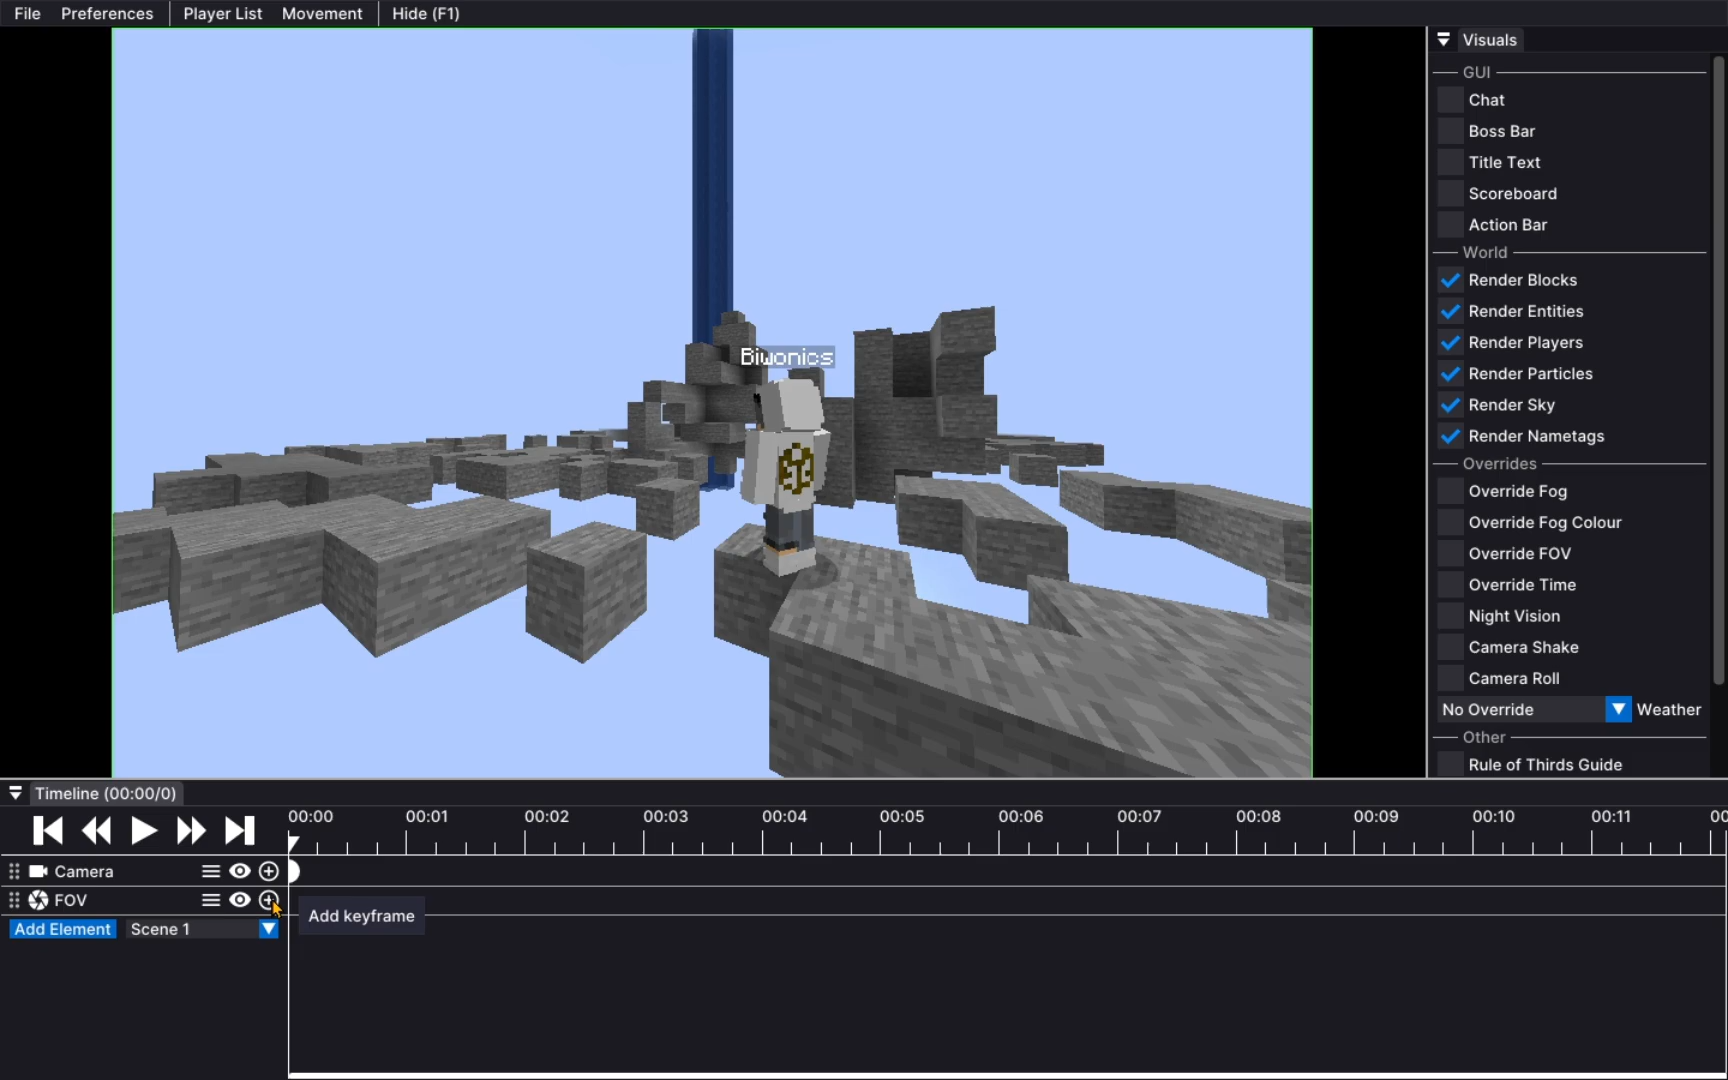 File Preferences Player List Movement Hide (F1)
Biwonics
Visuals
GUI
Chat
Boss Bar
Title Text
Scoreboard
Action Bar
World
Render Blocks
Render Entities
Render Players
Render Particles
Render Sky
Render Nametags
Overrides
Override Fog
Override Fog Colour
Override FOV
Override Time
Night Vision
Camera Shake
Camera Roll
No Override Weather
Other
Rule of Thirds Guide
Timeline (00:00/0)
00:00 00:01 00:02 00:03 00:04 00:05 00:06 00:07 00:08 00:09 00:10 00:11
Camera
FOV
Add keyframe
Add Element Scene 1